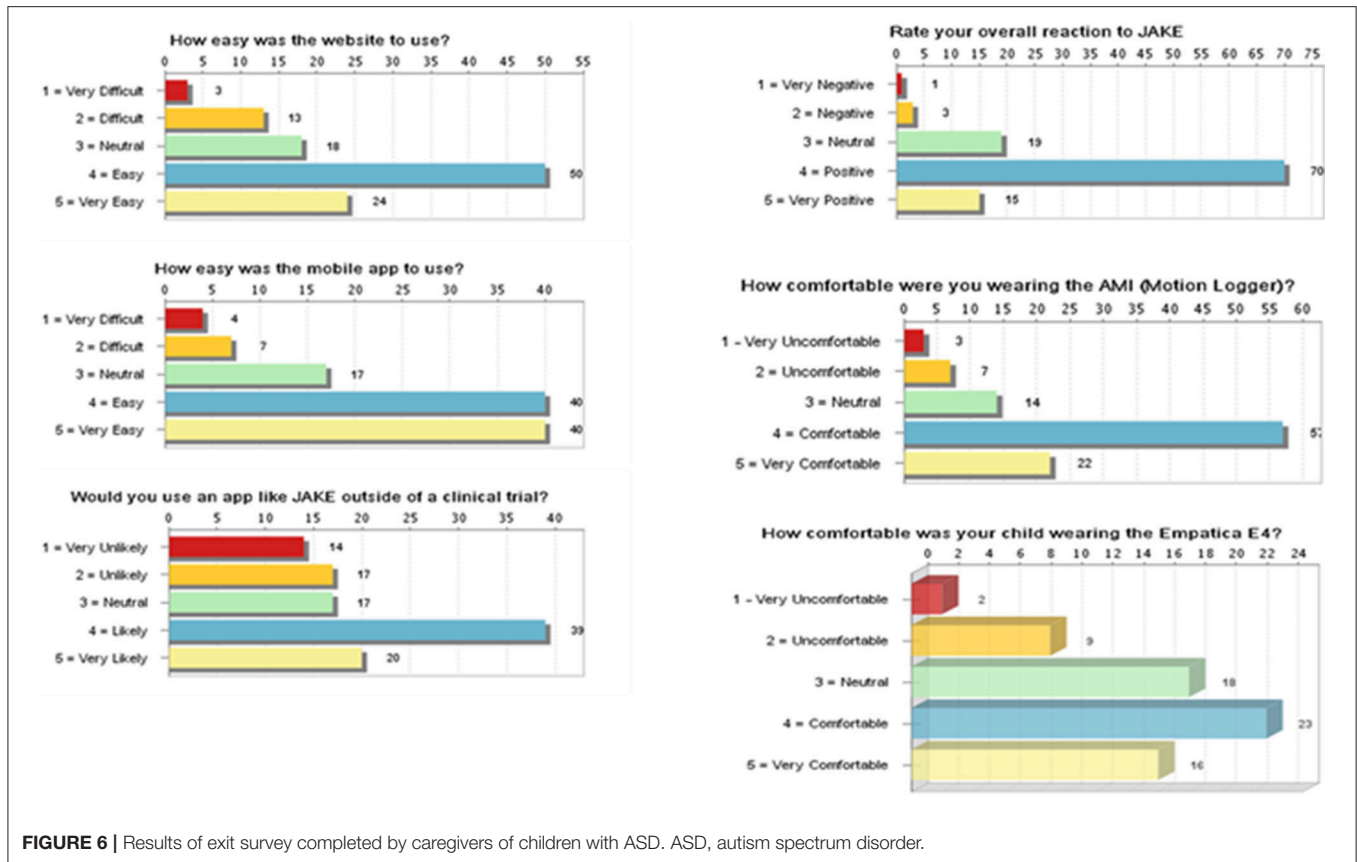 How easy was the website to use?
0 5 10 15 20 25 30 35 40 45 50 55
1 = Very Difficult 3
2 = Difficult 13
3 = Neutral 18
4 = Easy 50
5 = Very Easy 24
How easy was the mobile app to use?
0 5 10 15 20 25 30 35 40
1 = Very Difficult 4
2 = Difficult 7
3 = Neutral 17
4 = Easy 40
5 = Very Easy 40
Would you use an app like JAKE outside of a clinical trial?
0 5 10 15 20 25 30 35 40
1 = Very Unlikely 14
2 = Unlikely 17
3 = Neutral 17
4 = Likely 39
5 = Very Likely 20
Rate your overall reaction to JAKE
0 5 10 15 20 25 30 35 40 45 50 55 60 65 70 75
1 = Very Negative 1
2 = Negative 3
3 = Neutral 19
4 = Positive 70
5 = Very Positive 15
How comfortable were you wearing the AMI (Motion Logger)?
0 5 10 15 20 25 30 35 40 45 50 55 60
1 - Very Uncomfortable 3
2 = Uncomfortable 7
3 = Neutral 14
4 = Comfortable 57
5 = Very Comfortable 22
How comfortable was your child wearing the Empatica E4?
0 2 4 6 8 10 12 14 16 18 20 22 24
1 - Very Uncomfortable 2
2 = Uncomfortable 9
3 = Neutral 18
4 = Comfortable 23
5 = Very Comfortable 16
FIGURE 6 | Results of exit survey completed by caregivers of children with ASD. ASD, autism spectrum disorder.